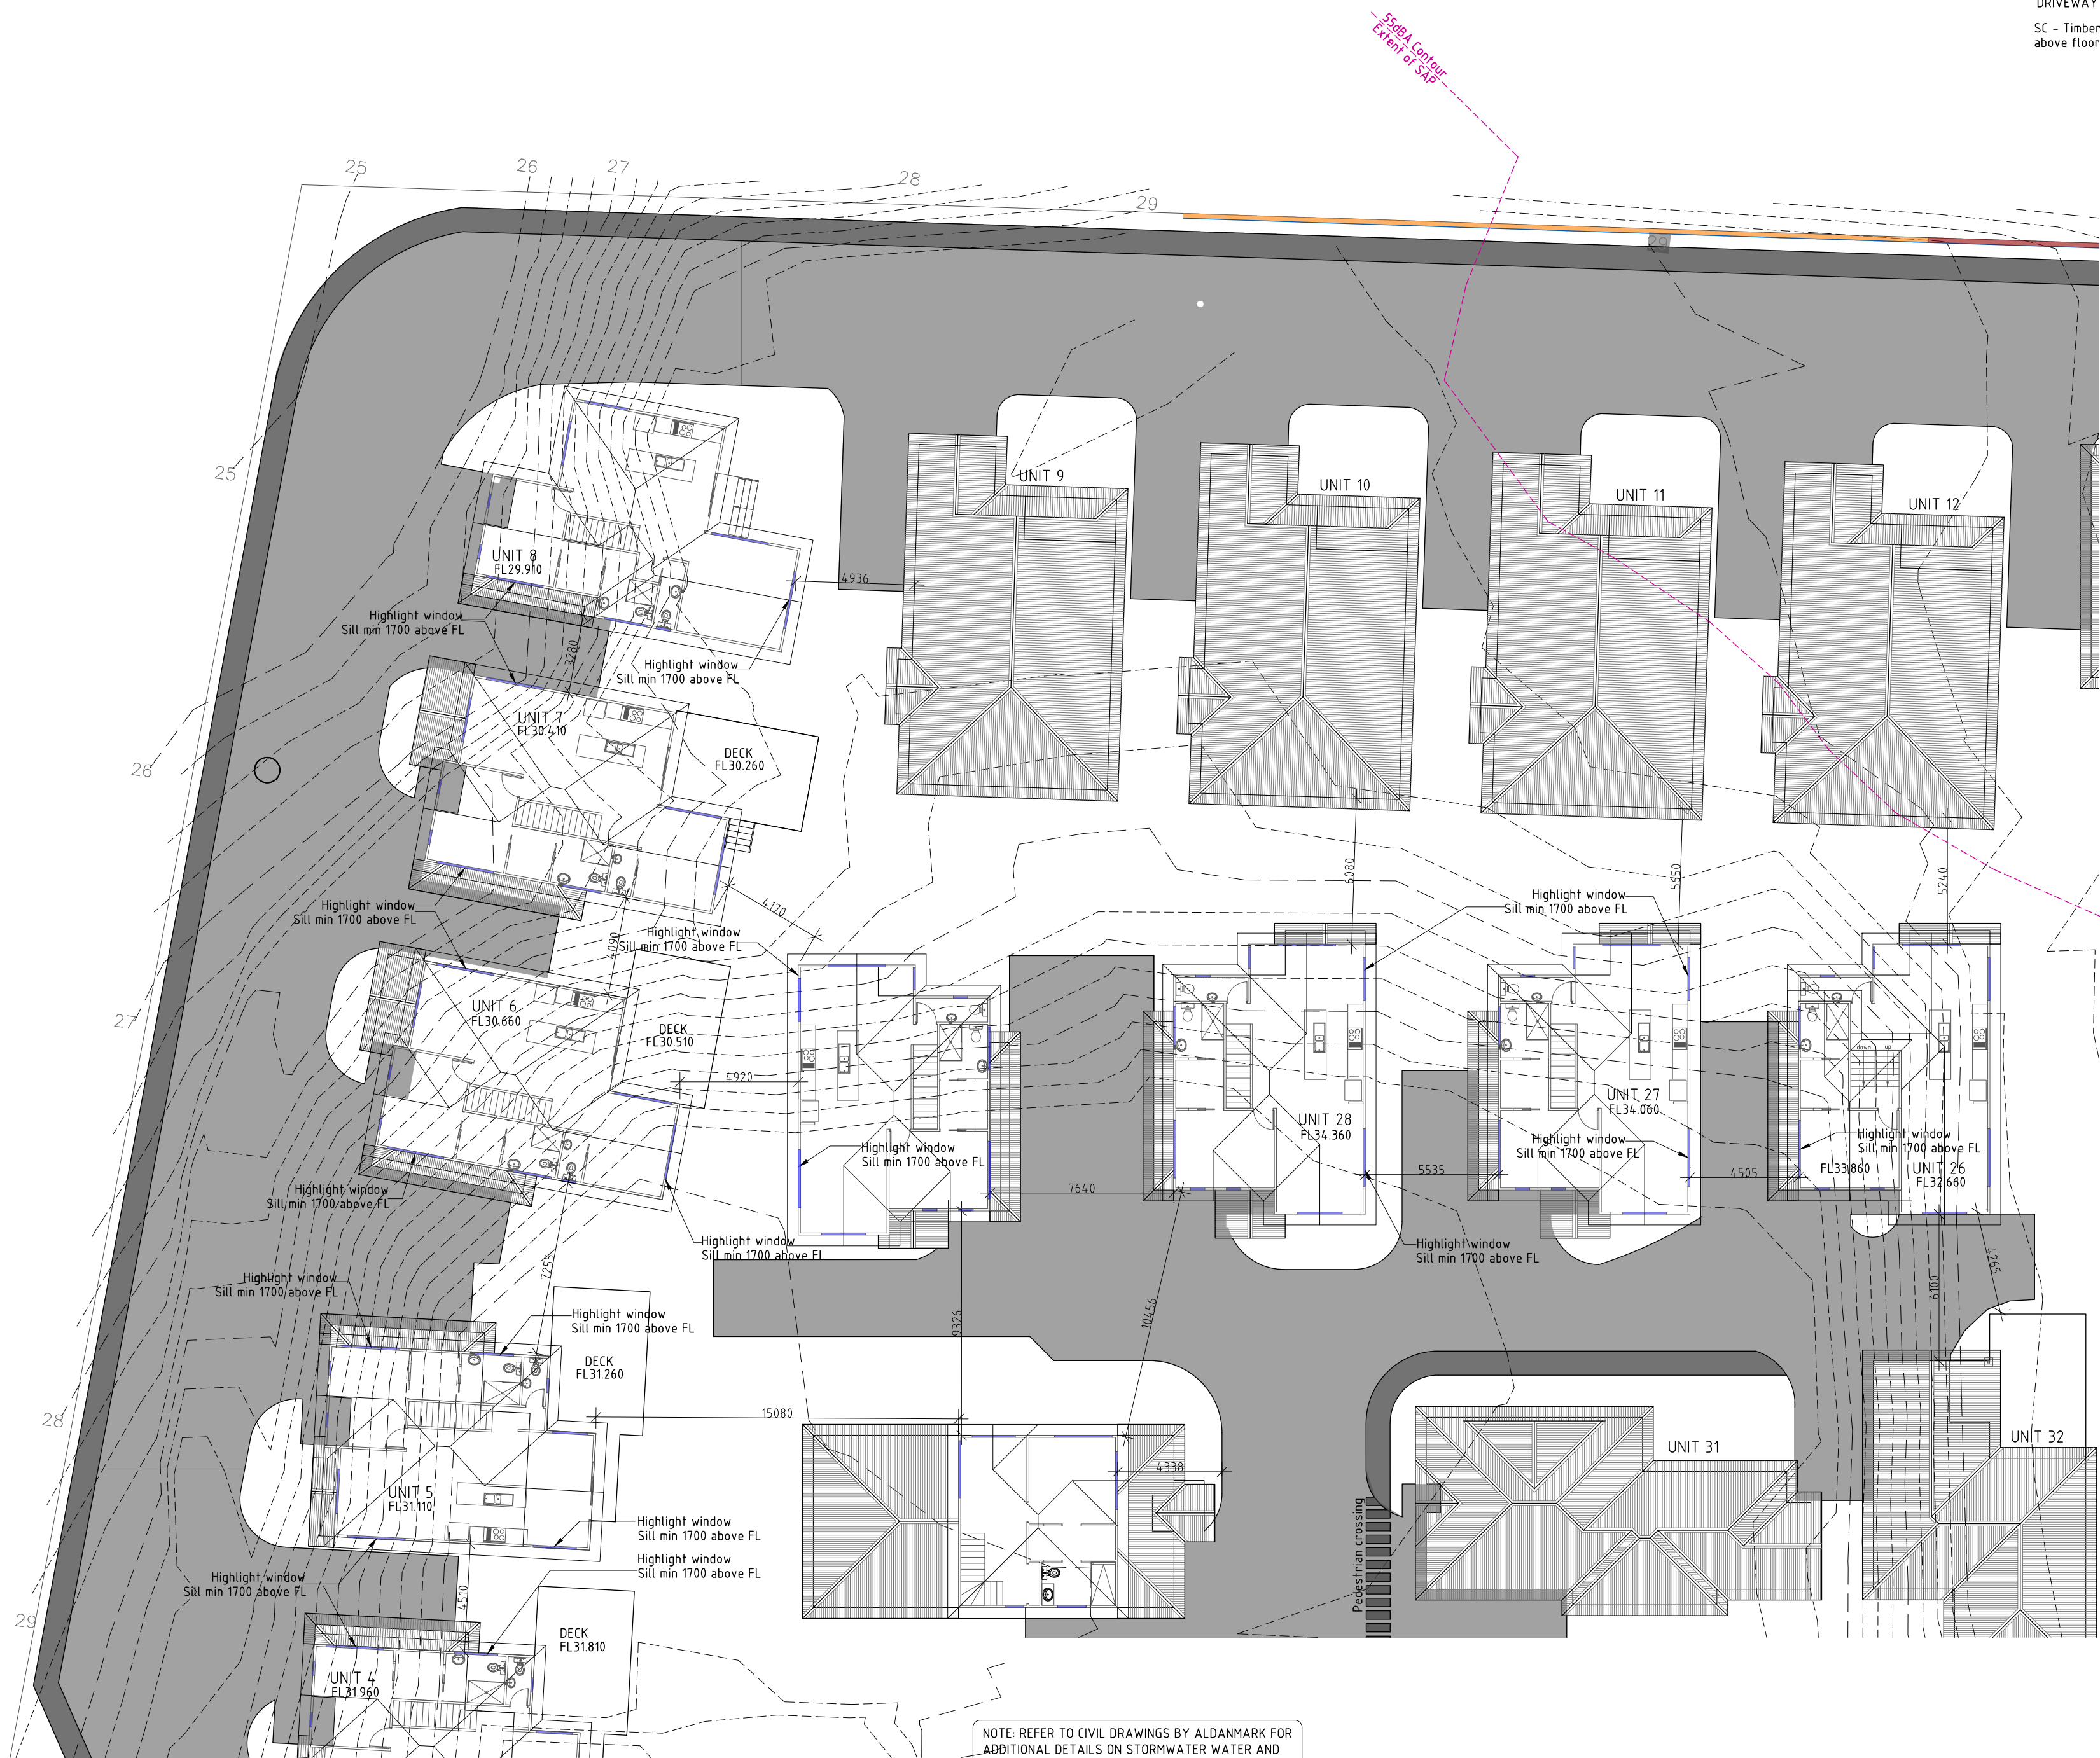 DRIVEWAY
SC - Timber
above floor
55dBA Contour
Extent of SAP
25
26
27
28
29
29
25
26
27
28
29
UNIT 9
UNIT 10
UNIT 11
UNIT 12
UNIT 8
FL29.910
4936
Highlight window
Sill min 1700 above FL
3280
Highlight window
Sill min 1700 above FL
UNIT 7
FL30.410
DECK
FL30.260
6080
5650
5240
Highlight window
Sill min 1700 above FL
4170
4090
Highlight window
Sill min 1700 above FL
Highlight window
Sill min 1700 above FL
UNIT 6
FL30.660
DECK
FL30.510
4920
down
up
UNIT 28
FL34.360
UNIT 27
FL34.060
Highlight window
Sill min 1700 above FL
Highlight window
Sill min 1700 above FL
Highlight window
Sill min 1700 above FL
FL33.860
UNIT 26
FL32.660
5535
4505
7640
Highlight window
Sill min 1700 above FL
Highlight window
Sill min 1700 above FL
Highlight window
Sill min 1700 above FL
7255
9326
10456
6100
4265
Highlight window
Sill min 1700 above FL
Highlight window
Sill min 1700 above FL
DECK
FL31.260
15080
4338
UNIT 31
UNIT 32
UNIT 5
FL31.110
Pedestrian crossing
Highlight window
Sill min 1700 above FL
Highlight window
Sill min 1700 above FL
Highlight window
Sill min 1700 above FL
4510
DECK
FL31.810
UNIT 4
FL31.960
NOTE: REFER TO CIVIL DRAWINGS BY ALDANMARK FOR
ADDITIONAL DETAILS ON STORMWATER WATER AND